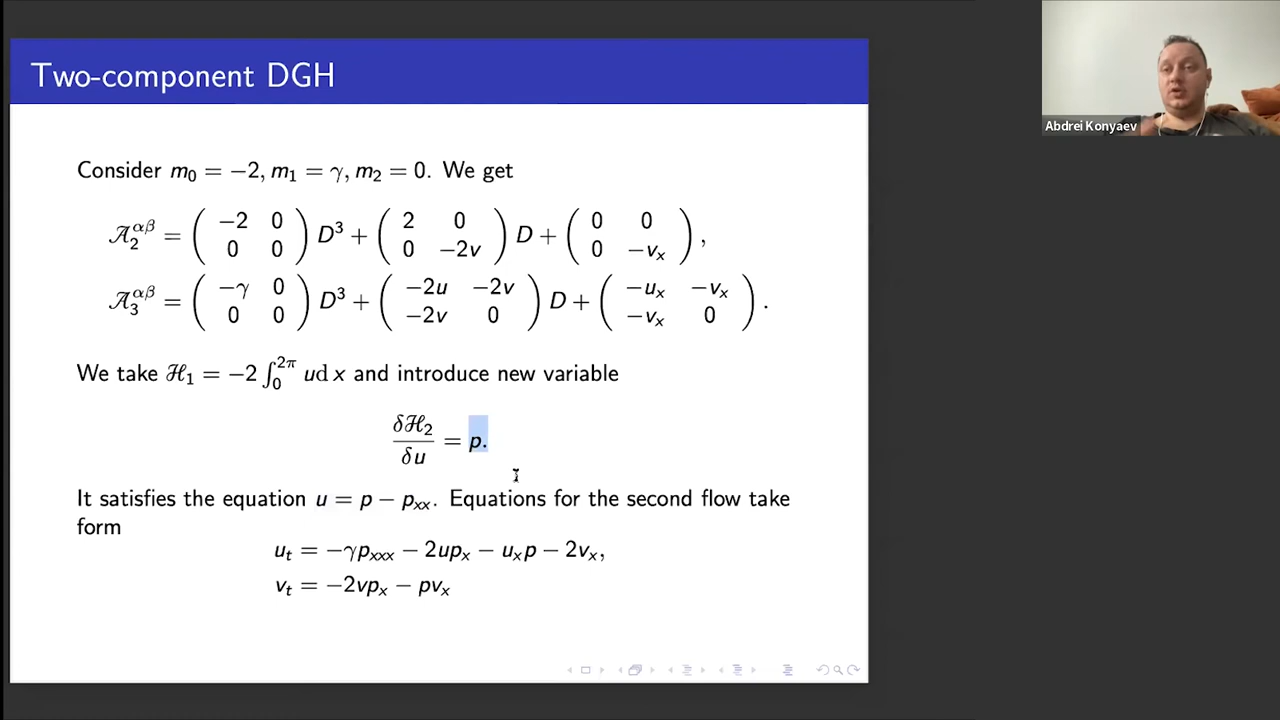 Two-component DGH
Abdrei Konyaev
Consider m₀ = −2, m₁ = γ, m₂ = 0. We get
𝒜₂^{αβ} = ( −2 0 ; 0 0 ) D³ + ( 2 0 ; 0 −2v ) D + ( 0 0 ; 0 −vₓ ),
𝒜₃^{αβ} = ( −γ 0 ; 0 0 ) D³ + ( −2u −2v ; −2v 0 ) D + ( −uₓ −vₓ ; −vₓ 0 ).
We take ℋ₁ = −2 ∫₀^{2π} u d x and introduce new variable
δℋ₂ / δu = p.
It satisfies the equation u = p − pₓₓ. Equations for the second flow take
form
uₜ = −γpₓₓₓ − 2upₓ − uₓp − 2vₓ,
vₜ = −2vpₓ − pvₓ